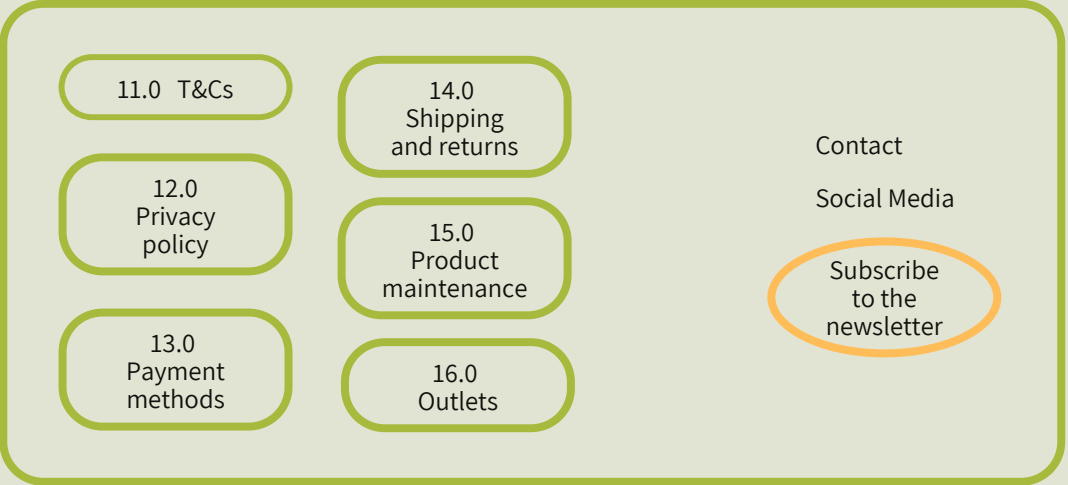 11.0 T&Cs
12.0
Privacy
policy
13.0
Payment
methods
14.0
Shipping
and returns
15.0
Product
maintenance
16.0
Outlets
Contact
Social Media
Subscribe
to the
newsletter